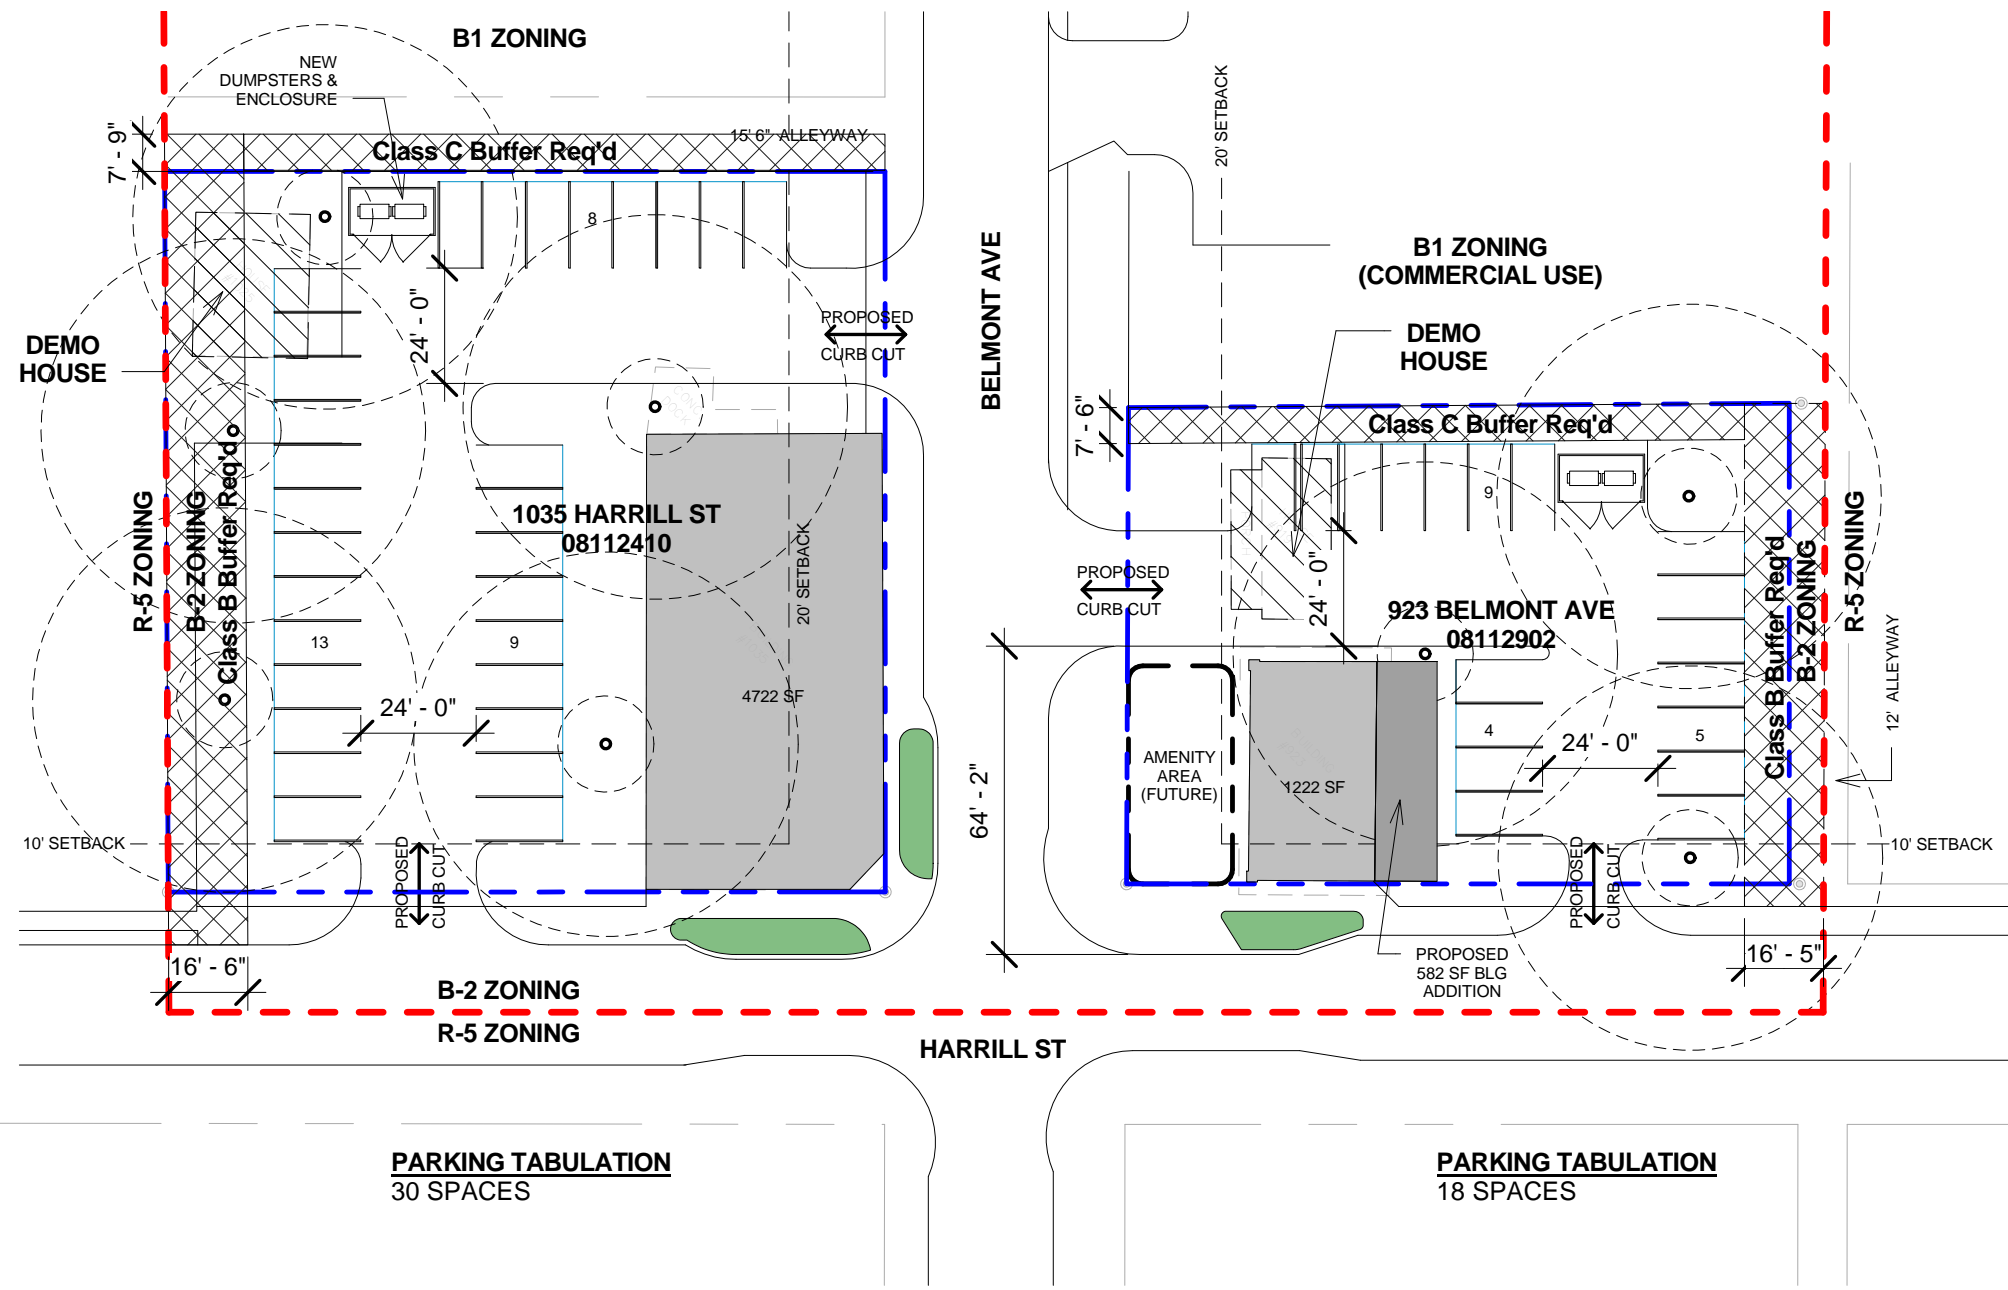 B1 ZONING
NEW
DUMPSTERS &
ENCLOSURE
7' - 9"
15' 6" ALLEYWAY
Class C Buffer Req'd
8
24' - 0"
PROPOSED
CURB CUT
DEMO
HOUSE
R-5 ZONING
B-2 ZONING
Class B Buffer Req'd
1035 HARRILL ST
08112410
20' SETBACK
13
9
4722 SF
24' - 0"
10' SETBACK
PROPOSED
CURB CUT
16' - 6"
B-2 ZONING
R-5 ZONING
HARRILL ST
BELMONT AVE
20' SETBACK
B1 ZONING
(COMMERCIAL USE)
DEMO
HOUSE
7' - 6"
Class C Buffer Req'd
9
24' - 0"
PROPOSED
CURB CUT
923 BELMONT AVE
08112902
Class B Buffer Req'd
B-2 ZONING
R-5 ZONING
12' ALLEYWAY
64' - 2"
AMENITY
AREA
(FUTURE)
1222 SF
4
5
24' - 0"
10' SETBACK
PROPOSED
CURB CUT
PROPOSED
582 SF BLG
ADDITION
16' - 5"
PARKING TABULATION
30 SPACES
PARKING TABULATION
18 SPACES